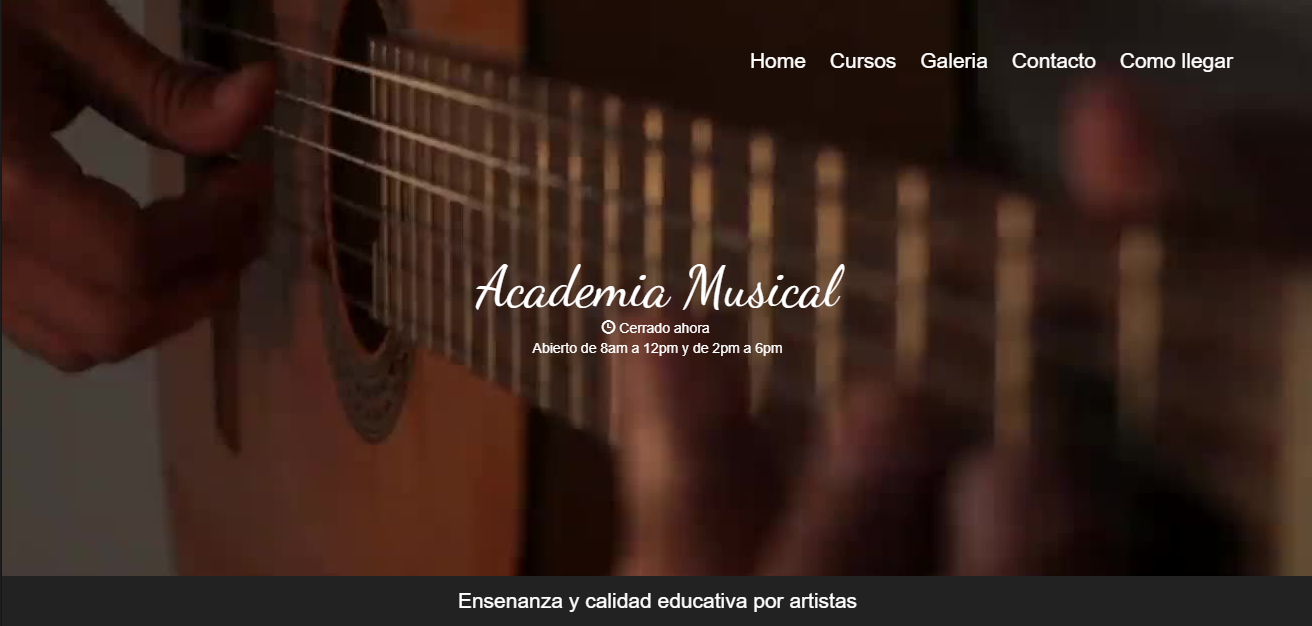 Home Cursos Galeria Contacto Como llegar
Academia Musical
Cerrado ahora
Abierto de 8am a 12pm y de 2pm a 6pm
Ensenanza y calidad educativa por artistas